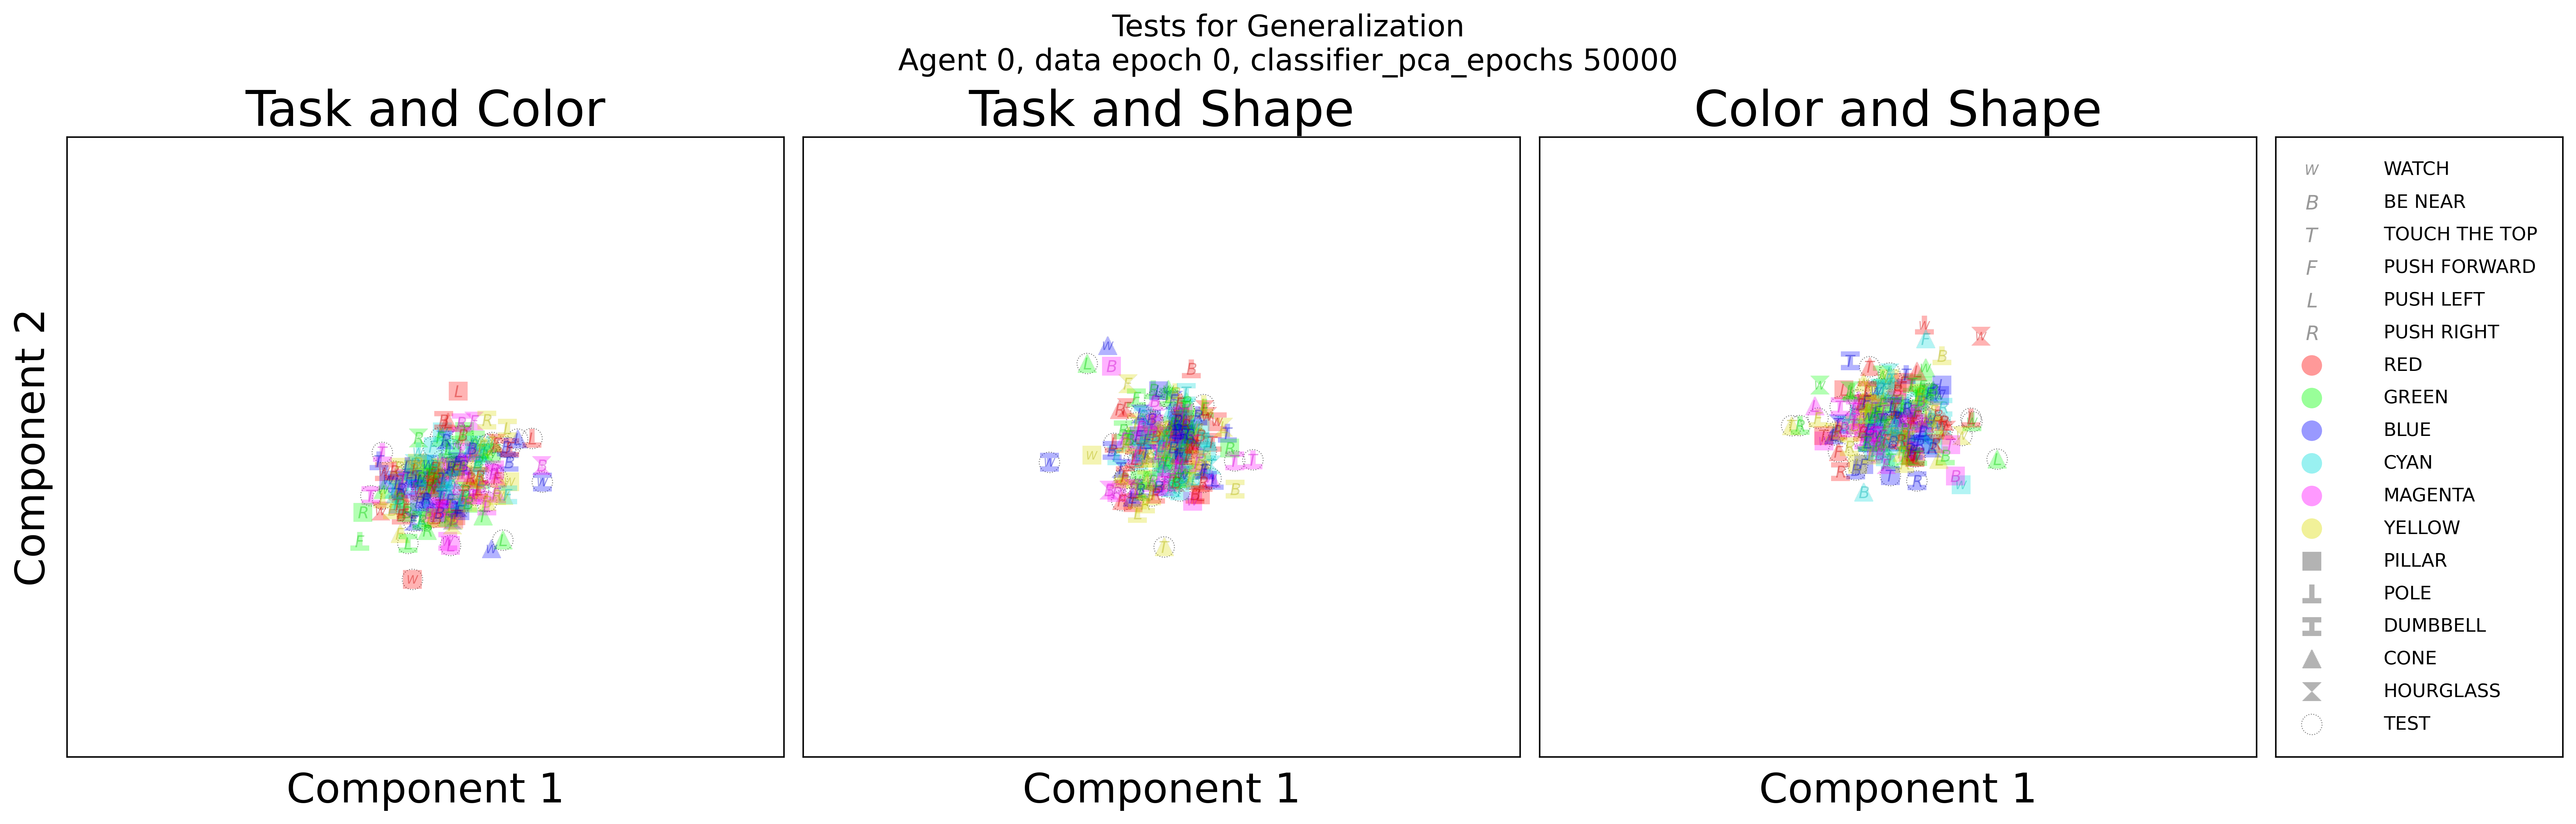 Tests for Generalization
Agent 0, data epoch 0, classifier_pca_epochs 50000
Task and Color
Task and Shape
Color and Shape
Component 2
Component 1
Component 1
Component 1
W WATCH
B BE NEAR
T TOUCH THE TOP
F PUSH FORWARD
L PUSH LEFT
R PUSH RIGHT
RED
GREEN
BLUE
CYAN
MAGENTA
YELLOW
PILLAR
POLE
DUMBBELL
CONE
HOURGLASS
TEST